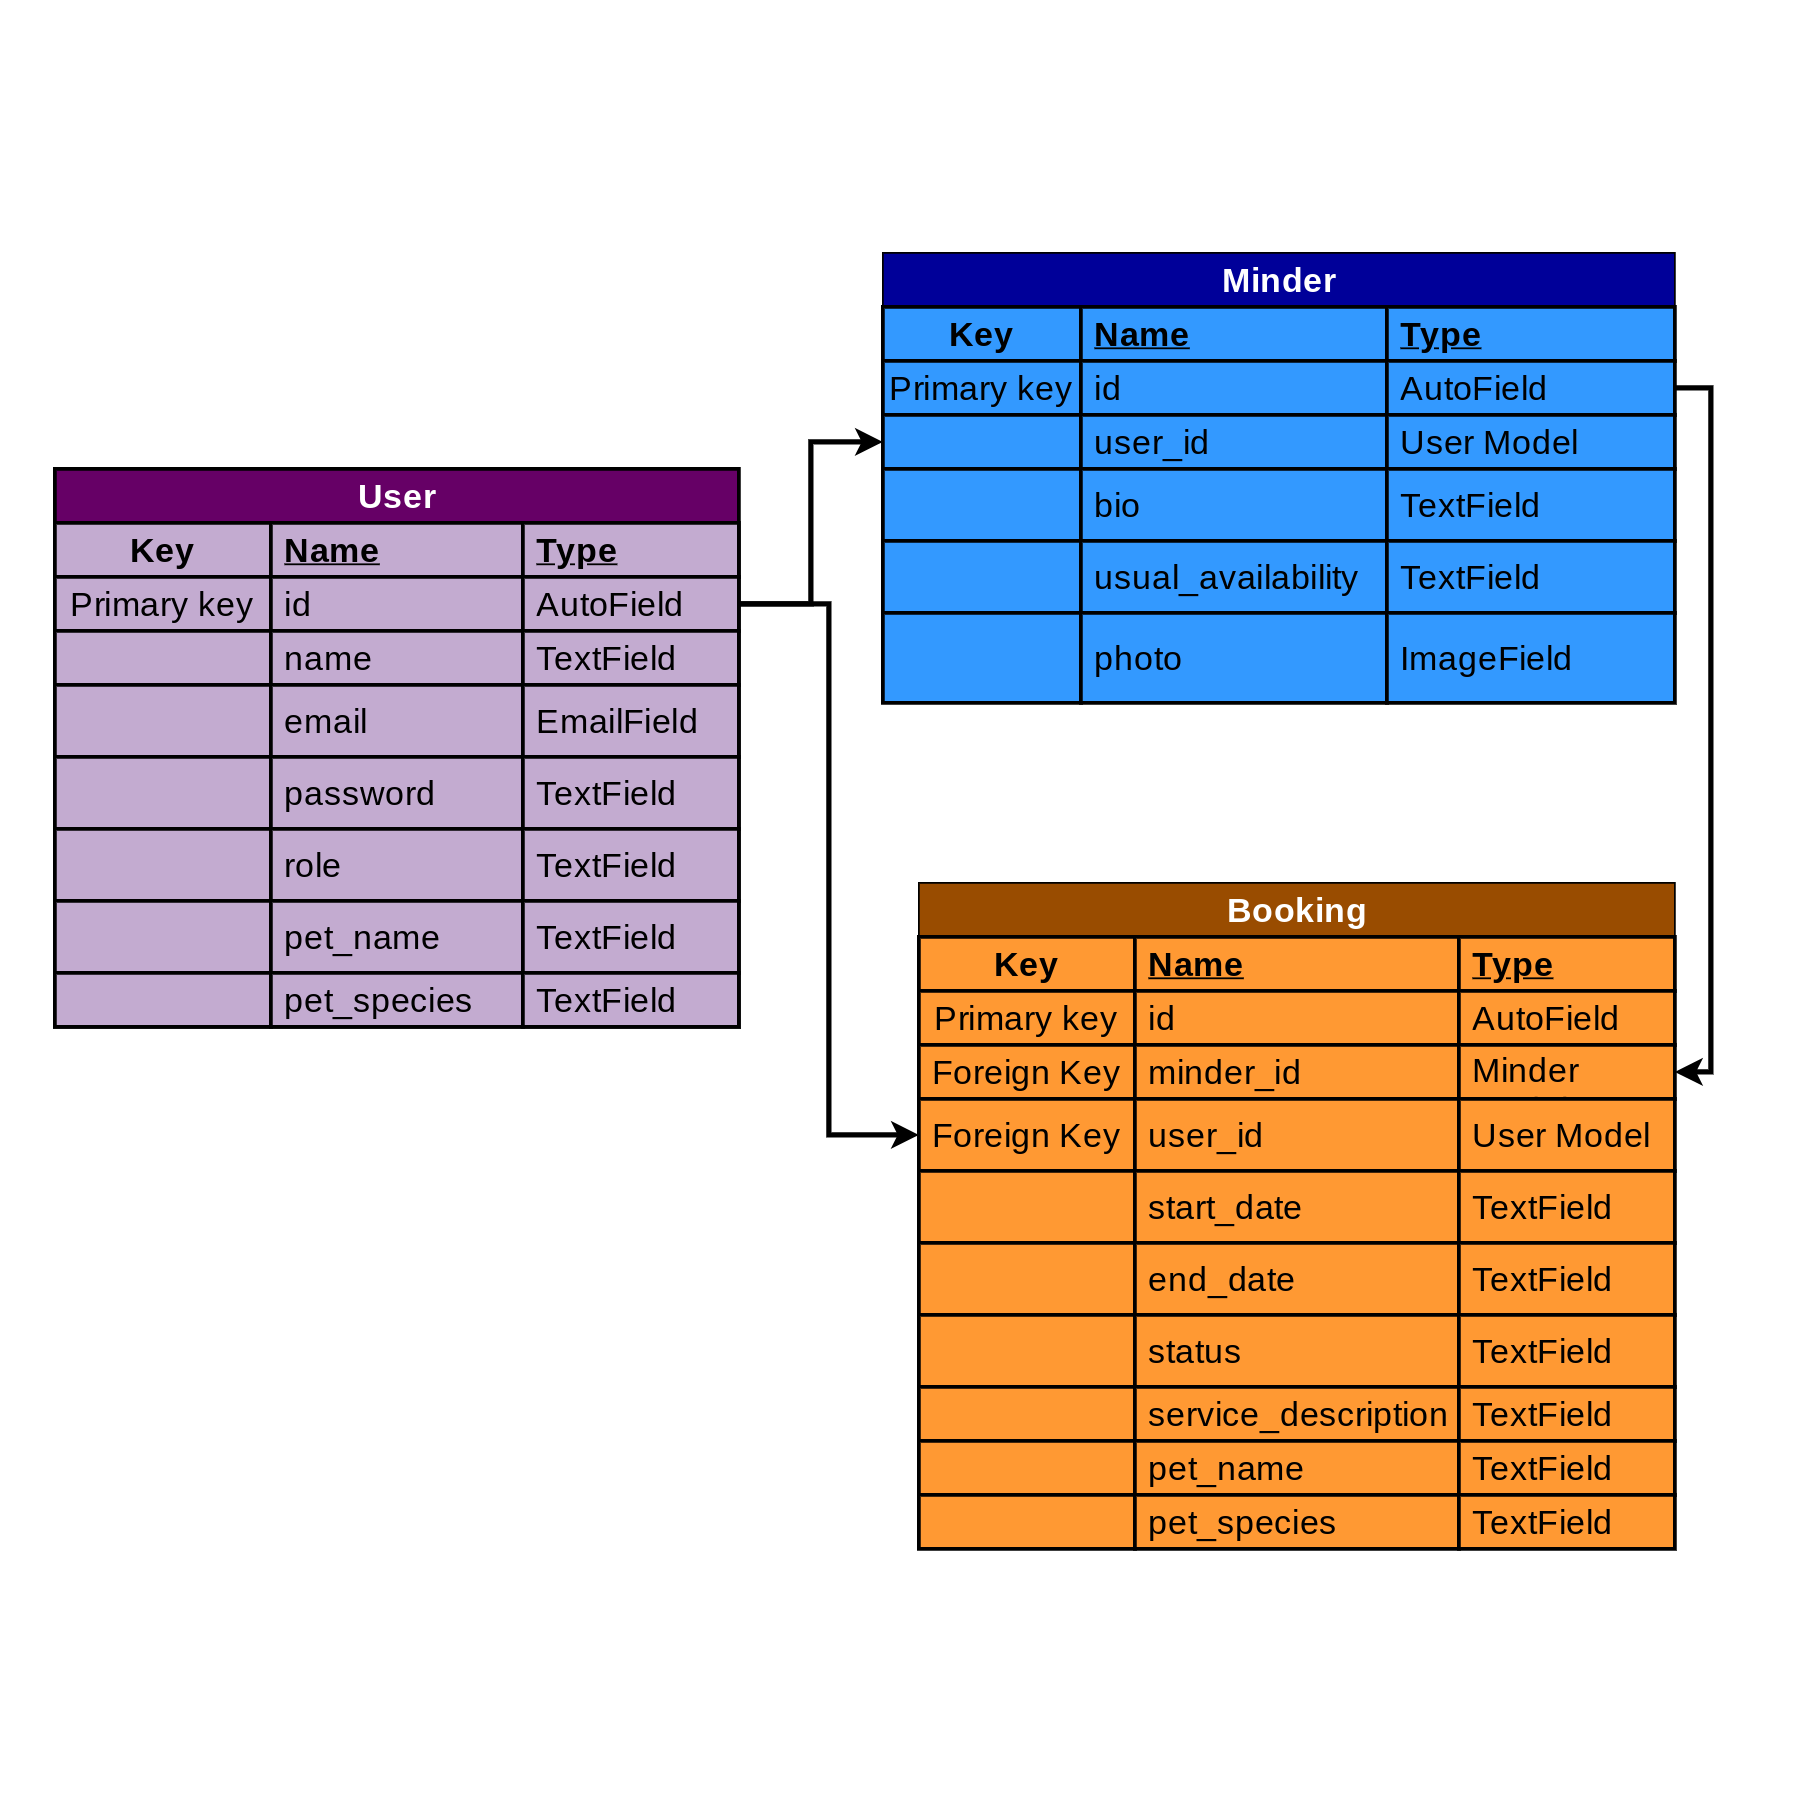 User
Key Name Type
Primary key id AutoField
name TextField
email EmailField
password TextField
role TextField
pet_name TextField
pet_species TextField
Minder
Key Name Type
Primary key id AutoField
user_id User Model
bio TextField
usual_availability TextField
photo ImageField
Booking
Key Name Type
Primary key id AutoField
Foreign Key minder_id Minder
Foreign Key user_id User Model
start_date TextField
end_date TextField
status TextField
service_description TextField
pet_name TextField
pet_species TextField